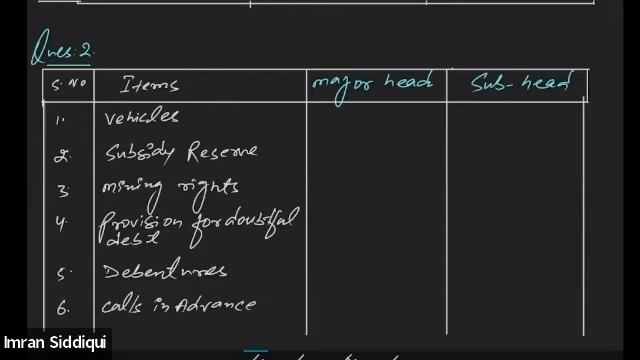 Ques: 2.
S.NO Items major head Sub-head
1. Vehicles
2. Subsidy Reserve
3. mining rights
4. Provision for doubtful
debt
5. Debentures
6. Calls in Advance
Imran Siddiqui